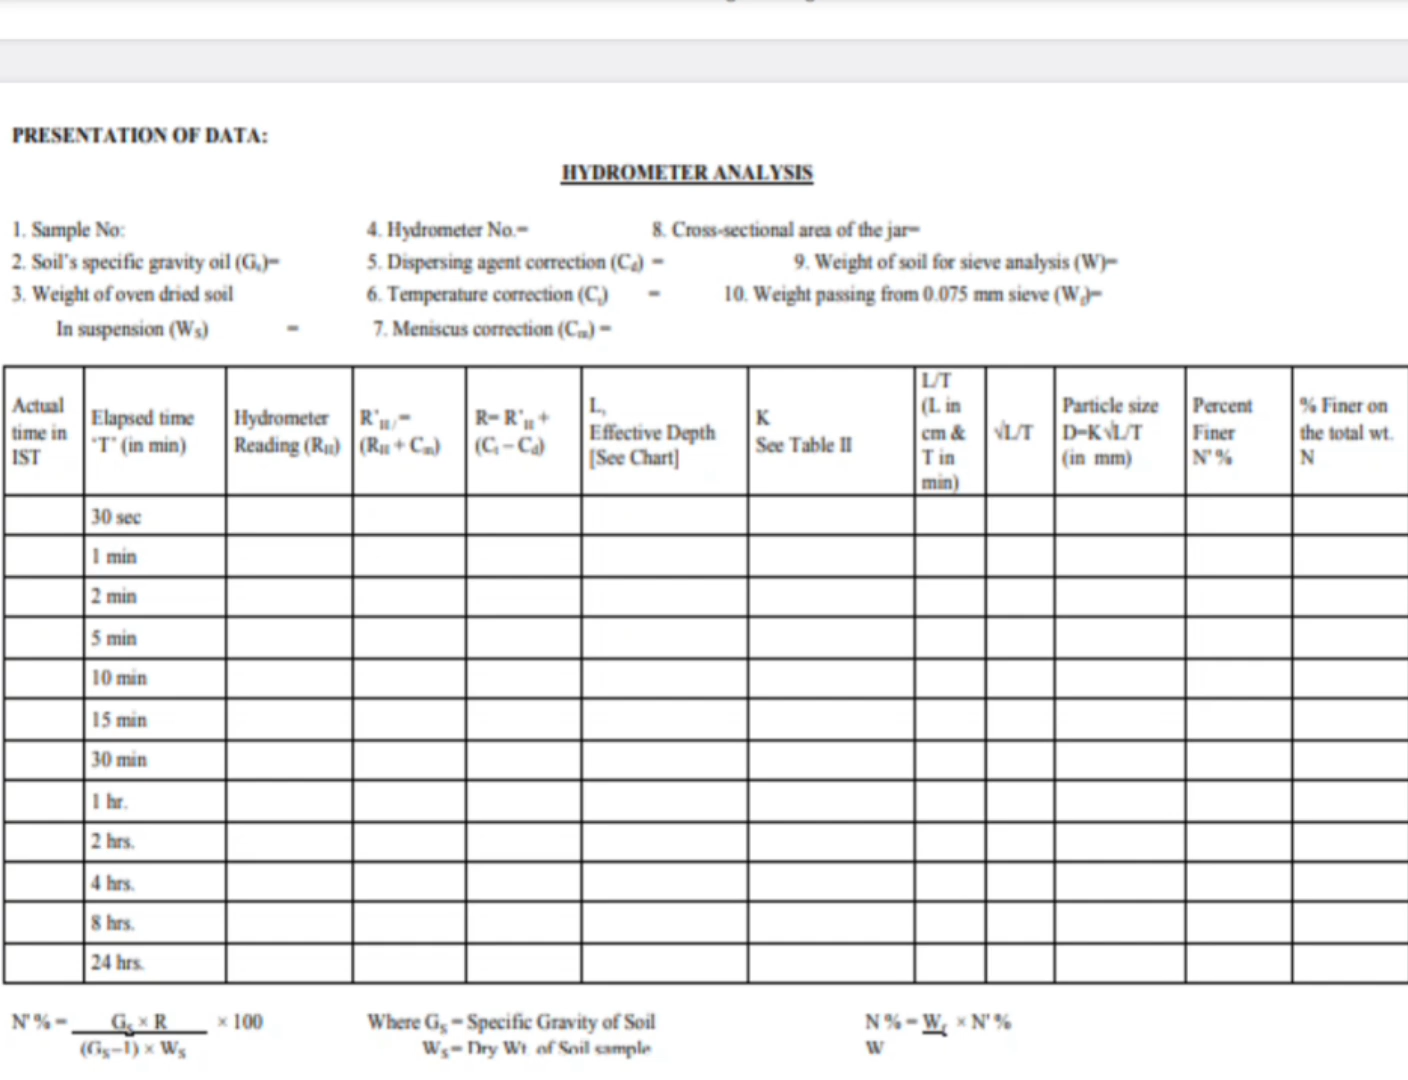 PRESENTATION OF DATA:
HYDROMETER ANALYSIS
1. Sample No: 4. Hydrometer No.= 8. Cross-sectional area of the jar=
2. Soil's specific gravity oil (Gs)= 5. Dispersing agent correction (Cd) = 9. Weight of soil for sieve analysis (W)=
3. Weight of oven dried soil 6. Temperature correction (Ct) = 10. Weight passing from 0.075 mm sieve (Wf)=
In suspension (WS) = 7. Meniscus correction (Cm) =
Actual time in IST
Elapsed time 'T' (in min)
Hydrometer Reading (RH)
R'H/= (RH + Cm)
R= R'H + (Ct – Cd)
L, Effective Depth [See Chart]
K See Table II
L/T (L in cm & T in min)
√L/T
Particle size D=K√L/T (in mm)
Percent Finer N' %
% Finer on the total wt. N
30 sec
1 min
2 min
5 min
10 min
15 min
30 min
1 hr.
2 hrs.
4 hrs.
8 hrs.
24 hrs.
N' % = GS × R × 100 Where GS = Specific Gravity of Soil N % = Wf × N' %
(GS–1) × WS WS= Dry Wt. of Soil sample W